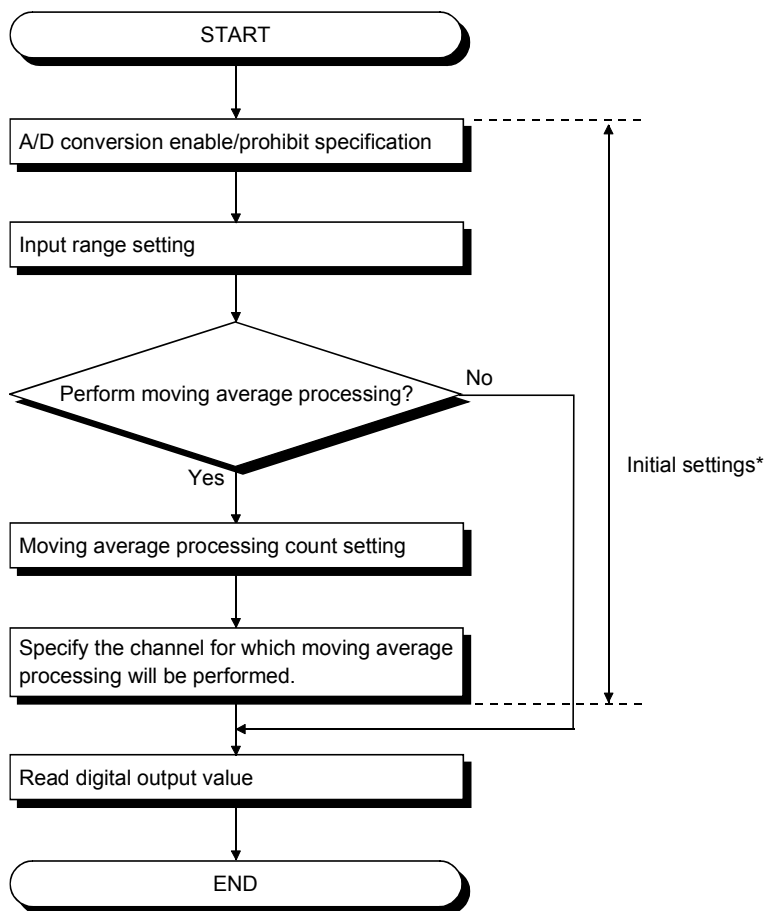 START
A/D conversion enable/prohibit specification
Input range setting
Perform moving average processing?
No
Yes
Initial settings*
Moving average processing count setting
Specify the channel for which moving average
processing will be performed.
Read digital output value
END